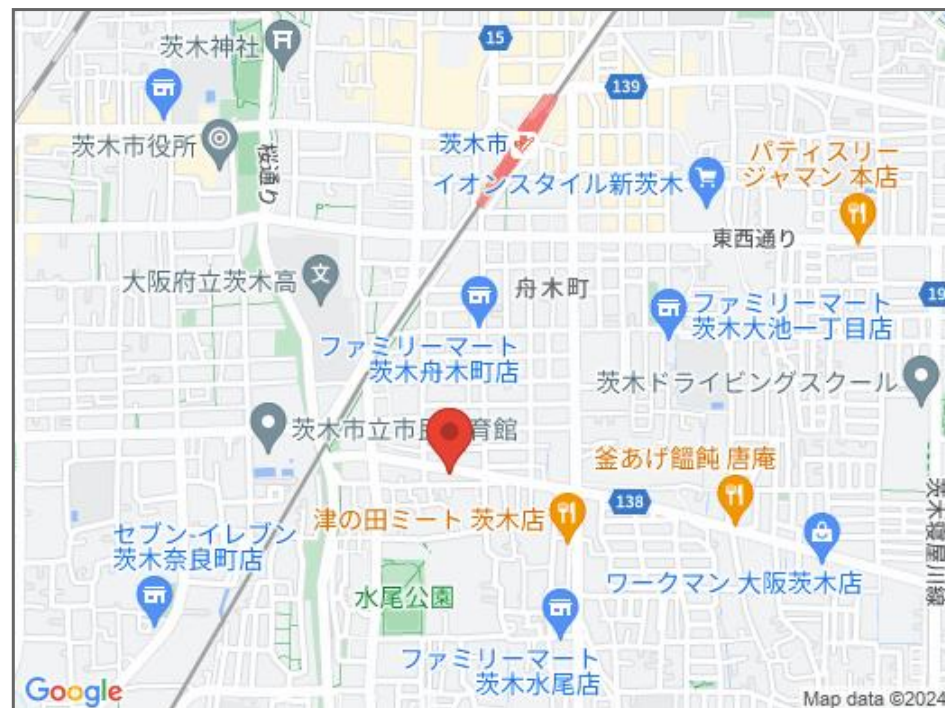 茨木神社
15
139
茨木市
茨木市役所
桜通り
イオンスタイル新茨木
パティスリー
ジャマン 本店
東西通り
大阪府立茨木高
文
舟木町
19
ファミリーマート
茨木舟木町店
ファミリーマート
茨木大池一丁目店
茨木ドライビングスクール
茨木市立市
育館
釜あげ饂飩 唐庵
138
津の田ミート 茨木店
セブン-イレブン
茨木奈良町店
ワークマン 大阪茨木店
茨木寝屋川線
水尾公園
ファミリーマート
茨木水尾店
Google
Map data ©2024